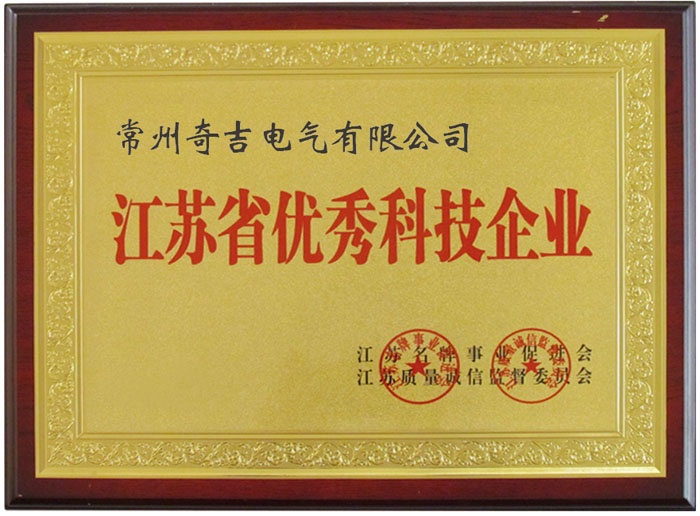 常州奇吉电气有限公司
江苏省优秀科技企业
江苏名牌事业促进会
江苏质量诚信监督委员会